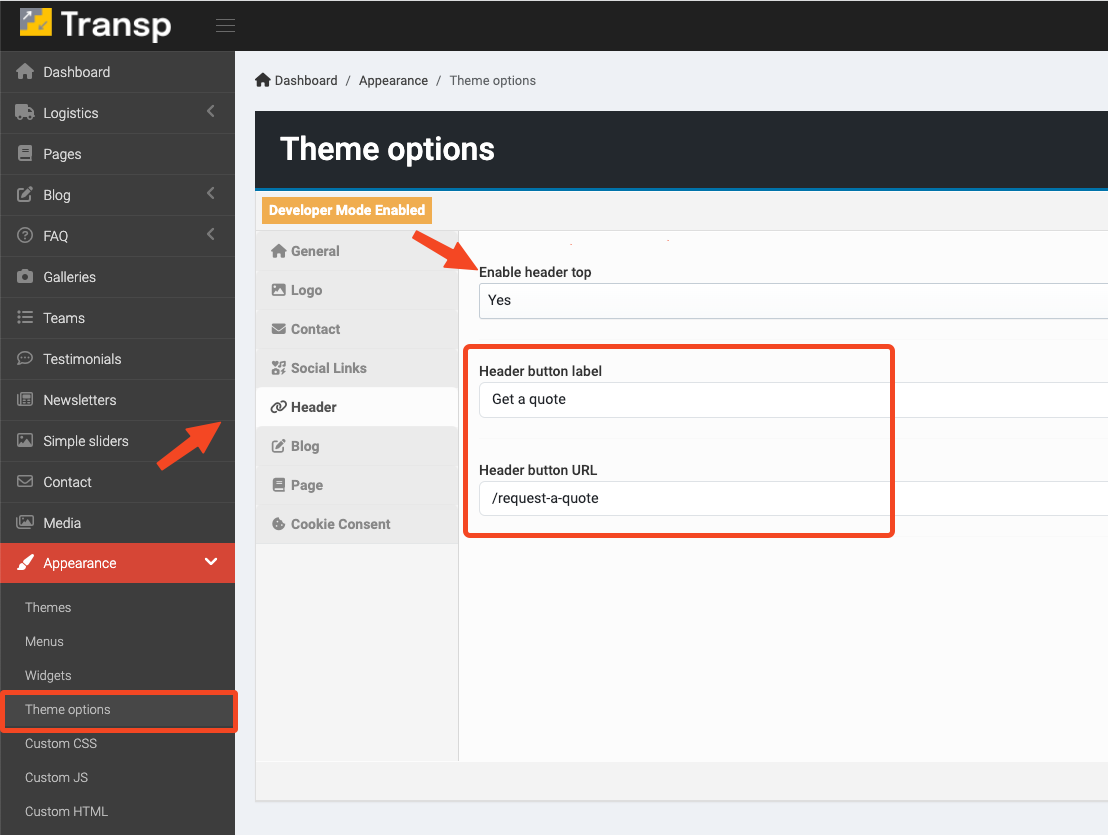 Transp
Dashboard
Logistics
Pages
Blog
FAQ
Galleries
Teams
Testimonials
Newsletters
Simple sliders
Contact
Media
Appearance
Themes
Menus
Widgets
Theme options
Custom CSS
Custom JS
Custom HTML
Dashboard / Appearance / Theme options
Theme options
Developer Mode Enabled
General
Logo
Contact
Social Links
Header
Blog
Page
Cookie Consent
Enable header top
Yes
Header button label
Get a quote
Header button URL
/request-a-quote